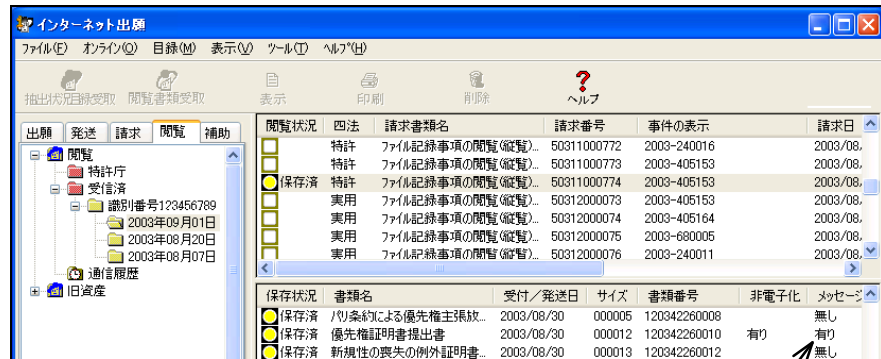 インターネット出願
ファイル(F) オンライン(O) 目録(M) 表示(V) ツール(T) ヘルプ(H)
抽出状況目録受取 閲覧書類受取 表示 印刷 削除 ヘルプ
出願 発送 請求 閲覧 補助
閲覧
特許庁
受信済
識別番号123456789
2003年09月01日
2003年08月20日
2003年08月07日
通信履歴
旧資産
閲覧状況 四法 請求書類名 請求番号 事件の表示 請求日
特許 ファイル記録事項の閲覧(縦覧)... 50311000772 2003-240016 2003/08
特許 ファイル記録事項の閲覧(縦覧)... 50311000773 2003-405153 2003/08
保存済 特許 ファイル記録事項の閲覧(縦覧)... 50311000774 2003-405153 2003/08
実用 ファイル記録事項の閲覧(縦覧)... 50312000073 2003-405153 2003/08
実用 ファイル記録事項の閲覧(縦覧)... 50312000074 2003-405164 2003/08
実用 ファイル記録事項の閲覧(縦覧)... 50312000075 2003-680005 2003/08
実用 ファイル記録事項の閲覧(縦覧)... 50312000076 2003-240011 2003/08
保存状況 書類名 受付/発送日 サイズ 書類番号 非電子化 メッセージ
保存済 パリ条約による優先権主張放... 2003/08/30 000005 120342260008 無し
保存済 優先権証明書提出書 2003/08/30 000012 120342260010 有り 有り
保存済 新規性の喪失の例外証明書... 2003/08/30 000013 120342260012 無し